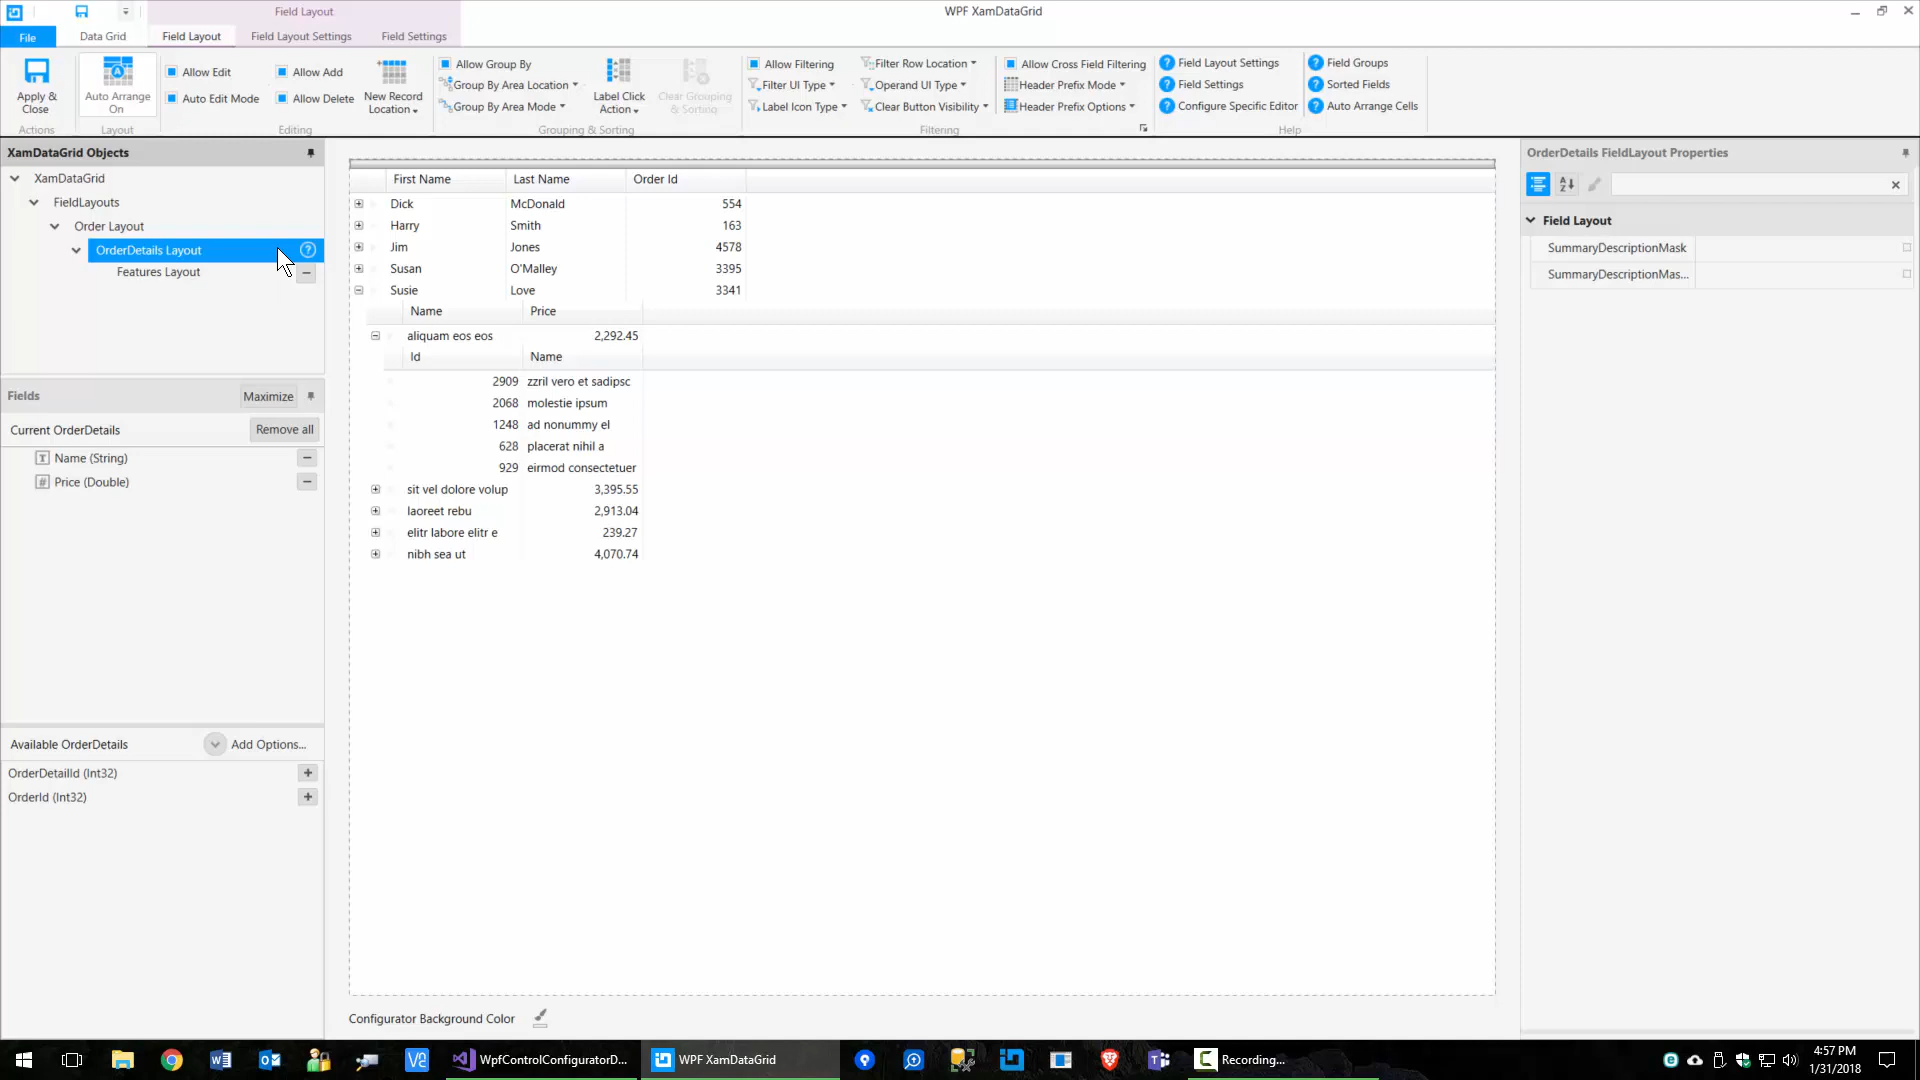 Field Layout
WPF XamDataGrid
File
Data Grid
Field Layout
Field Layout Settings
Field Settings
Apply &
Close
Actions
Auto Arrange
On
Layout
Allow Edit
Auto Edit Mode
Allow Add
Allow Delete
New Record
Location
Editing
Allow Group By
Group By Area Location
Group By Area Mode
Label Click
Action
Clear Grouping
& Sorting
Grouping & Sorting
Allow Filtering
Filter UI Type
Label Icon Type
Filter Row Location
Operand UI Type
Clear Button Visibility
Filtering
Allow Cross Field Filtering
Header Prefix Mode
Header Prefix Options
Field Layout Settings
Field Settings
Configure Specific Editor
Field Groups
Sorted Fields
Auto Arrange Cells
Help
XamDataGrid Objects
XamDataGrid
FieldLayouts
Order Layout
OrderDetails Layout
Features Layout
Fields
Maximize
Current OrderDetails
Remove all
Name (String)
Price (Double)
Available OrderDetails
Add Options...
OrderDetailId (Int32)
OrderId (Int32)
First Name Last Name Order Id
Dick McDonald 554
Harry Smith 163
Jim Jones 4578
Susan O'Malley 3395
Susie Love 3341
Name Price
aliquam eos eos 2,292.45
Id Name
2909 zzril vero et sadipsc
2068 molestie ipsum
1248 ad nonummy el
628 placerat nihil a
929 eirmod consectetuer
sit vel dolore volup 3,395.55
laoreet rebu 2,913.04
elitr labore elitr e 239.27
nibh sea ut 4,070.74
Configurator Background Color
OrderDetails FieldLayout Properties
Field Layout
SummaryDescriptionMask
SummaryDescriptionMas...
WpfControlConfiguratorD...
WPF XamDataGrid
Recording...
4:57 PM
1/31/2018